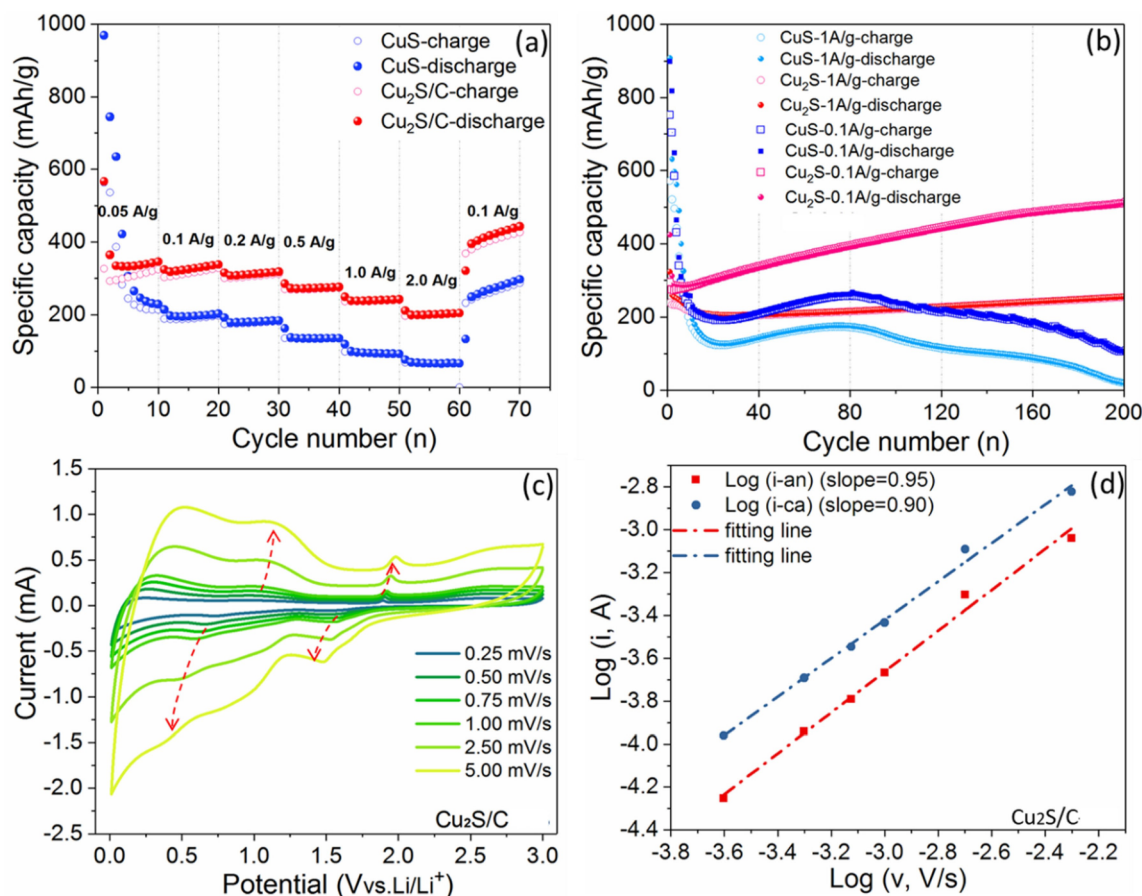 (a)
CuS-charge
CuS-discharge
Cu₂S/C-charge
Cu₂S/C-discharge
0.05 A/g
0.1 A/g
0.2 A/g
0.5 A/g
1.0 A/g
2.0 A/g
0.1 A/g
Specific capacity (mAh/g)
1000
800
600
400
200
0
0 10 20 30 40 50 60 70
Cycle number (n)
(b)
CuS-1A/g-charge
CuS-1A/g-discharge
Cu₂S-1A/g-charge
Cu₂S-1A/g-discharge
CuS-0.1A/g-charge
CuS-0.1A/g-discharge
Cu₂S-0.1A/g-charge
Cu₂S-0.1A/g-discharge
Specific capacity (mAh/g)
1000
800
600
400
200
0
0 40 80 120 160 200
Cycle number (n)
(c)
Current (mA)
1.5
1.0
0.5
0.0
-0.5
-1.0
-1.5
-2.0
-2.5
0.25 mV/s
0.50 mV/s
0.75 mV/s
1.00 mV/s
2.50 mV/s
5.00 mV/s
Cu₂S/C
0.0 0.5 1.0 1.5 2.0 2.5 3.0
Potential (Vvs.Li/Li⁺)
(d)
Log (i-an) (slope=0.95)
Log (i-ca) (slope=0.90)
fitting line
fitting line
Log (i, A)
-2.8
-3.0
-3.2
-3.4
-3.6
-3.8
-4.0
-4.2
-4.4
Cu2S/C
-3.8 -3.6 -3.4 -3.2 -3.0 -2.8 -2.6 -2.4 -2.2
Log (v, V/s)